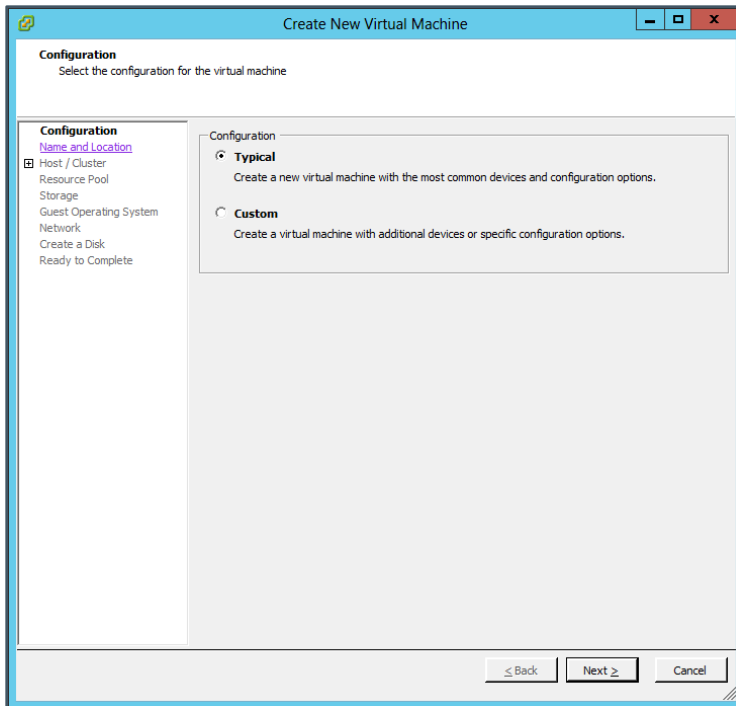 Create New Virtual Machine
Configuration
Select the configuration for the virtual machine
Configuration
Name and Location
Host / Cluster
Resource Pool
Storage
Guest Operating System
Network
Create a Disk
Ready to Complete
Configuration
Typical
Create a new virtual machine with the most common devices and configuration options.
Custom
Create a virtual machine with additional devices or specific configuration options.
< Back
Next >
Cancel